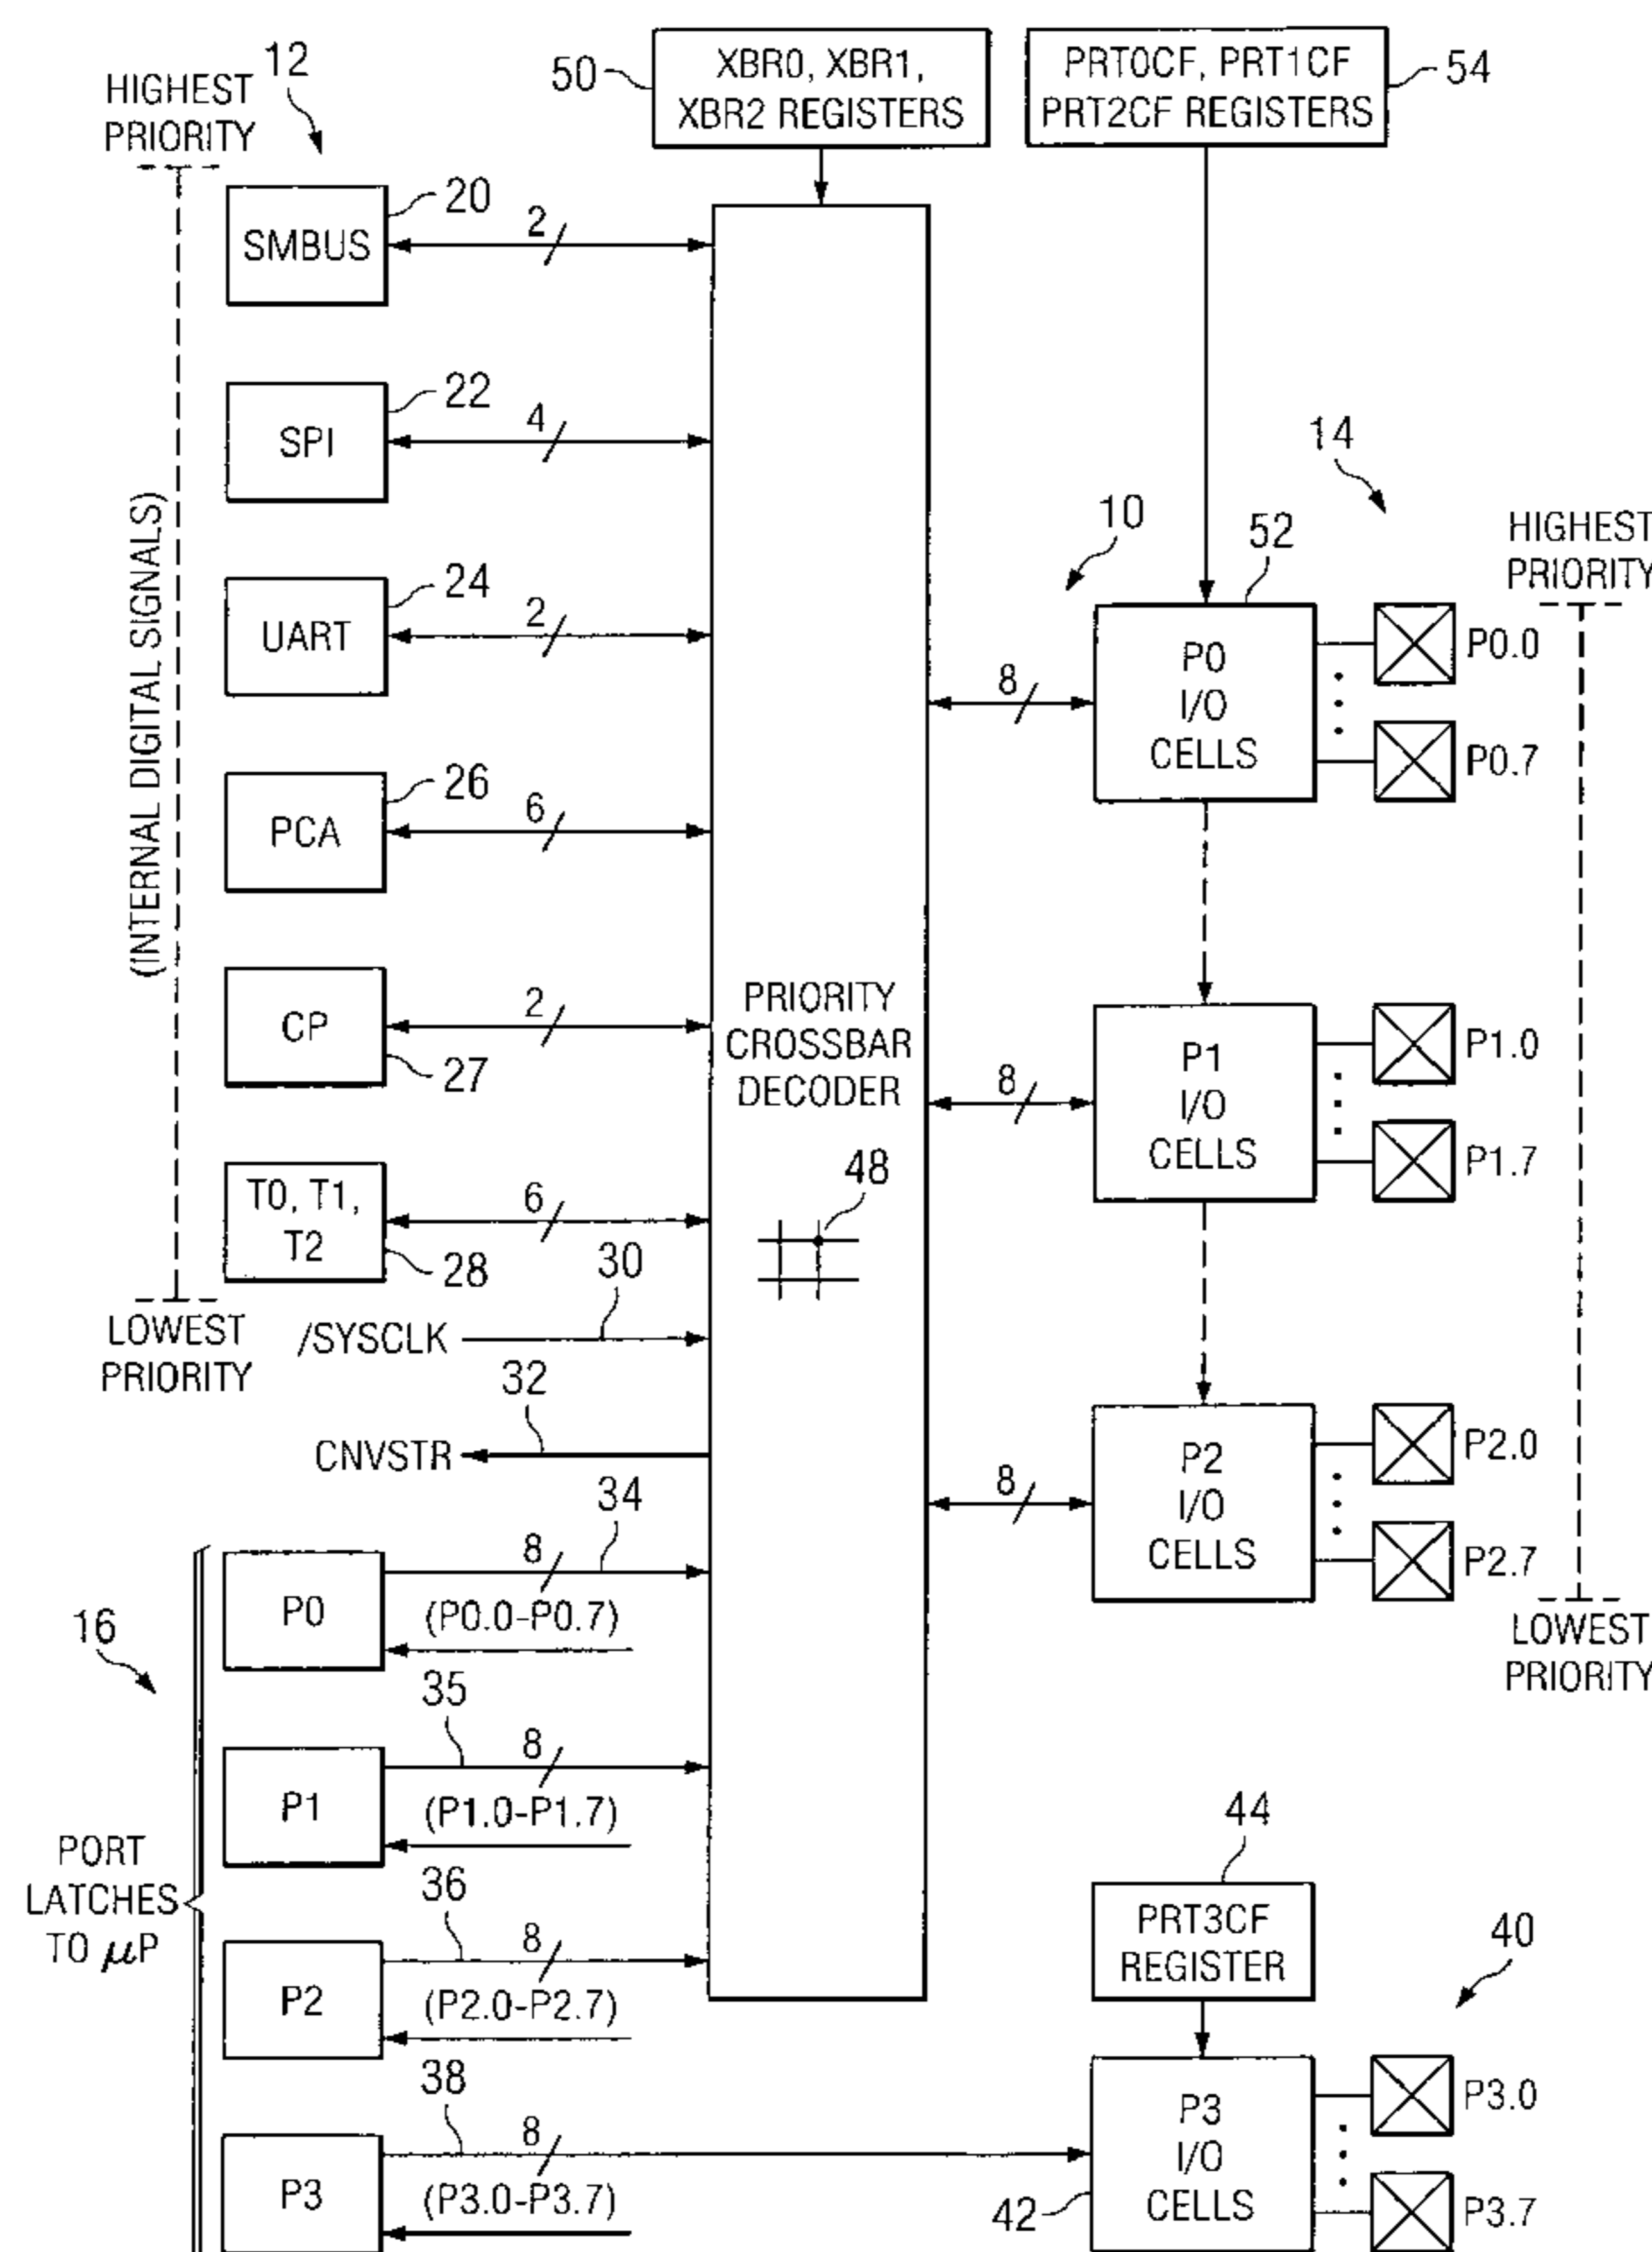 12
HIGHEST
PRIORITY
50
XBR0, XBR1,
XBR2 REGISTERS
PRT0CF, PRT1CF
PRT2CF REGISTERS
54
SMBUS
20
2
SPI
22
4
(INTERNAL DIGITAL SIGNALS)
UART
24
2
PCA
26
6
CP
27
2
T0, T1,
T2
28
6
LOWEST
PRIORITY
/SYSCLK
30
CNVSTR
32
PRIORITY
CROSSBAR
DECODER
48
10
14
52
HIGHEST
PRIORITY
8
P0
I/O
CELLS
P0.0
P0.7
8
P1
I/O
CELLS
P1.0
P1.7
8
P2
I/O
CELLS
P2.0
P2.7
LOWEST
PRIORITY
16
PORT
LATCHES
TO µP
P0
8
34
(P0.0-P0.7)
P1
35
8
(P1.0-P1.7)
P2
36
8
(P2.0-P2.7)
P3
38
8
(P3.0-P3.7)
44
PRT3CF
REGISTER
40
42
P3
I/O
CELLS
P3.0
P3.7